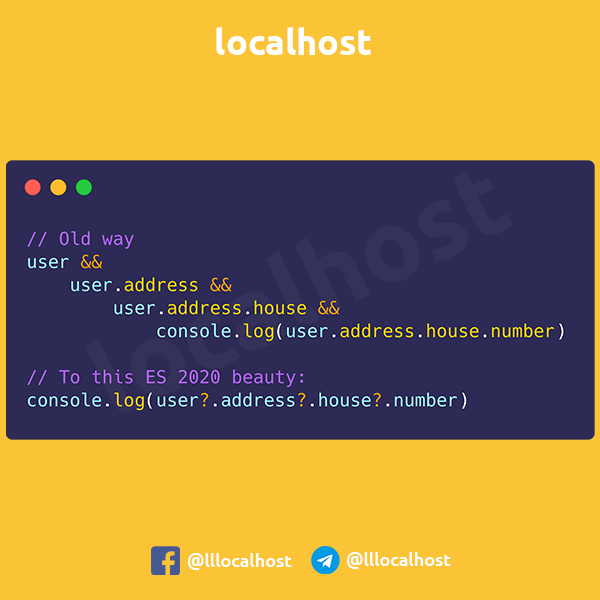 localhost
// Old way
user &&
    user.address &&
        user.address.house &&
            console.log(user.address.house.number)
// To this ES 2020 beauty:
console.log(user?.address?.house?.number)
localhost
@lllocalhost
@lllocalhost